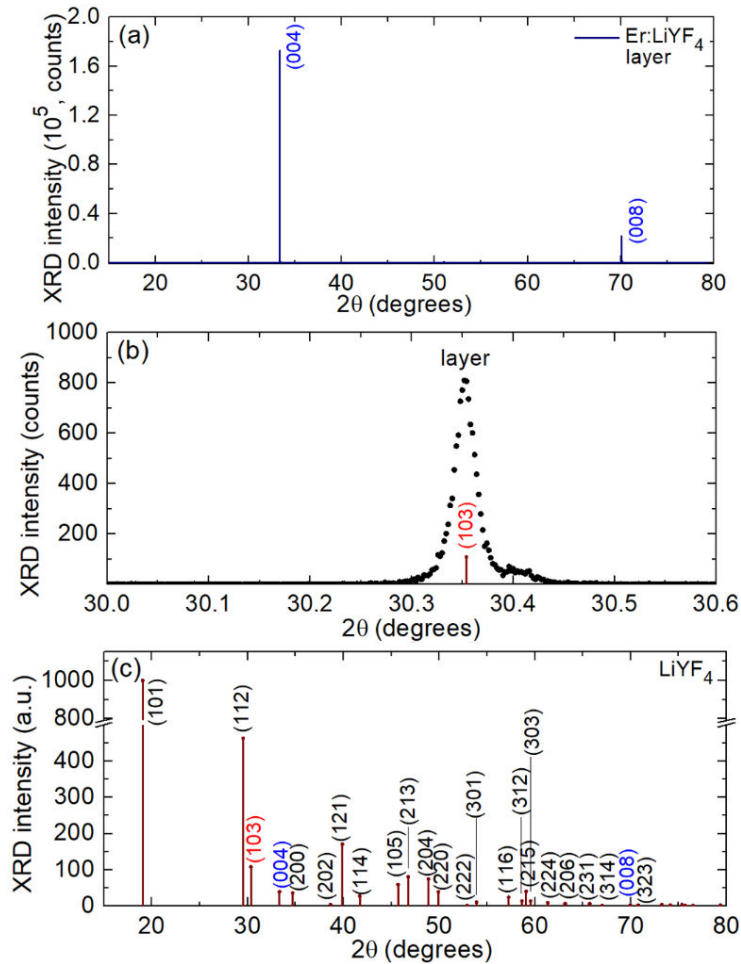 (a)
Er:LiYF₄
layer
(004)
(008)
XRD intensity (10⁵, counts)
2.0
1.6
1.2
0.8
0.4
0.0
20 30 40 50 60 70 80
2θ (degrees)
(b)
layer
(103)
XRD intensity (counts)
1000
800
600
400
200
30.0 30.1 30.2 30.3 30.4 30.5 30.6
2θ (degrees)
(c)
LiYF₄
XRD intensity (a.u.)
1000
800
400
300
200
100
0
(101)
(112)
(103)
(004)
(200)
(202)
(121)
(114)
(105)
(213)
(204)
(220)
(222)
(301)
(116)
(312)
(215)
(303)
(224)
(206)
(231)
(314)
(008)
(323)
20 30 40 50 60 70 80
2θ (degrees)